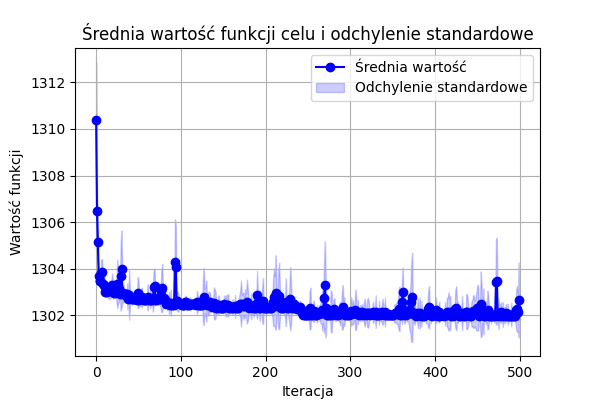 Średnia wartość funkcji celu i odchylenie standardowe
Średnia wartość
Odchylenie standardowe
Wartość funkcji
1312
1310
1308
1306
1304
1302
0 100 200 300 400 500
Iteracja